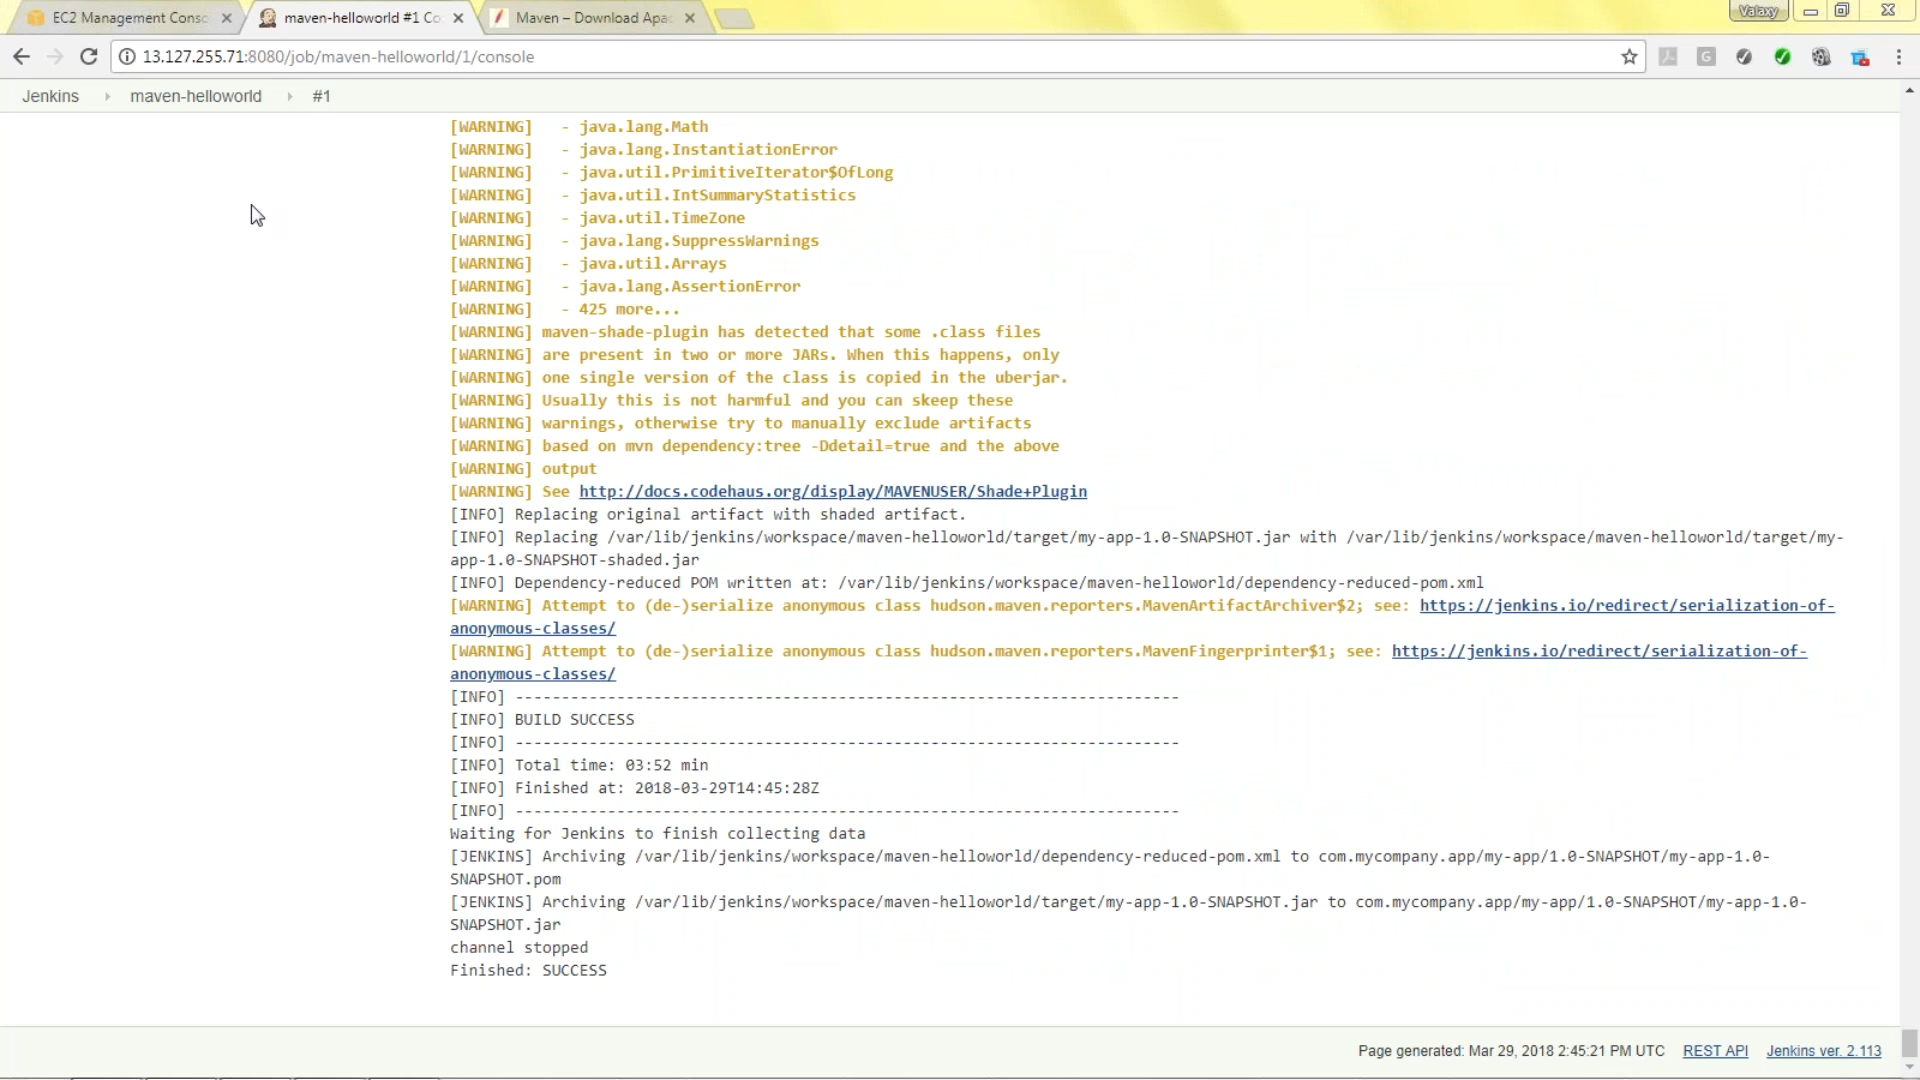 EC2 Management Conso
maven-helloworld #1 Co
Maven – Download Apac
Valaxy
13.127.255.71:8080/job/maven-helloworld/1/console
Jenkins
maven-helloworld
#1
[WARNING]   - java.lang.Math
[WARNING]   - java.lang.InstantiationError
[WARNING]   - java.util.PrimitiveIterator$OfLong
[WARNING]   - java.util.IntSummaryStatistics
[WARNING]   - java.util.TimeZone
[WARNING]   - java.lang.SuppressWarnings
[WARNING]   - java.util.Arrays
[WARNING]   - java.lang.AssertionError
[WARNING]   - 425 more...
[WARNING] maven-shade-plugin has detected that some .class files
[WARNING] are present in two or more JARs. When this happens, only
[WARNING] one single version of the class is copied in the uberjar.
[WARNING] Usually this is not harmful and you can skeep these
[WARNING] warnings, otherwise try to manually exclude artifacts
[WARNING] based on mvn dependency:tree -Ddetail=true and the above
[WARNING] output
[WARNING] See http://docs.codehaus.org/display/MAVENUSER/Shade+Plugin
[INFO] Replacing original artifact with shaded artifact.
[INFO] Replacing /var/lib/jenkins/workspace/maven-helloworld/target/my-app-1.0-SNAPSHOT.jar with /var/lib/jenkins/workspace/maven-helloworld/target/my-
app-1.0-SNAPSHOT-shaded.jar
[INFO] Dependency-reduced POM written at: /var/lib/jenkins/workspace/maven-helloworld/dependency-reduced-pom.xml
[WARNING] Attempt to (de-)serialize anonymous class hudson.maven.reporters.MavenArtifactArchiver$2; see: https://jenkins.io/redirect/serialization-of-
anonymous-classes/
[WARNING] Attempt to (de-)serialize anonymous class hudson.maven.reporters.MavenFingerprinter$1; see: https://jenkins.io/redirect/serialization-of-
anonymous-classes/
[INFO] ------------------------------------------------------------------------
[INFO] BUILD SUCCESS
[INFO] ------------------------------------------------------------------------
[INFO] Total time: 03:52 min
[INFO] Finished at: 2018-03-29T14:45:28Z
[INFO] ------------------------------------------------------------------------
Waiting for Jenkins to finish collecting data
[JENKINS] Archiving /var/lib/jenkins/workspace/maven-helloworld/dependency-reduced-pom.xml to com.mycompany.app/my-app/1.0-SNAPSHOT/my-app-1.0-
SNAPSHOT.pom
[JENKINS] Archiving /var/lib/jenkins/workspace/maven-helloworld/target/my-app-1.0-SNAPSHOT.jar to com.mycompany.app/my-app/1.0-SNAPSHOT/my-app-1.0-
SNAPSHOT.jar
channel stopped
Finished: SUCCESS
Page generated: Mar 29, 2018 2:45:21 PM UTC
REST API
Jenkins ver. 2.113